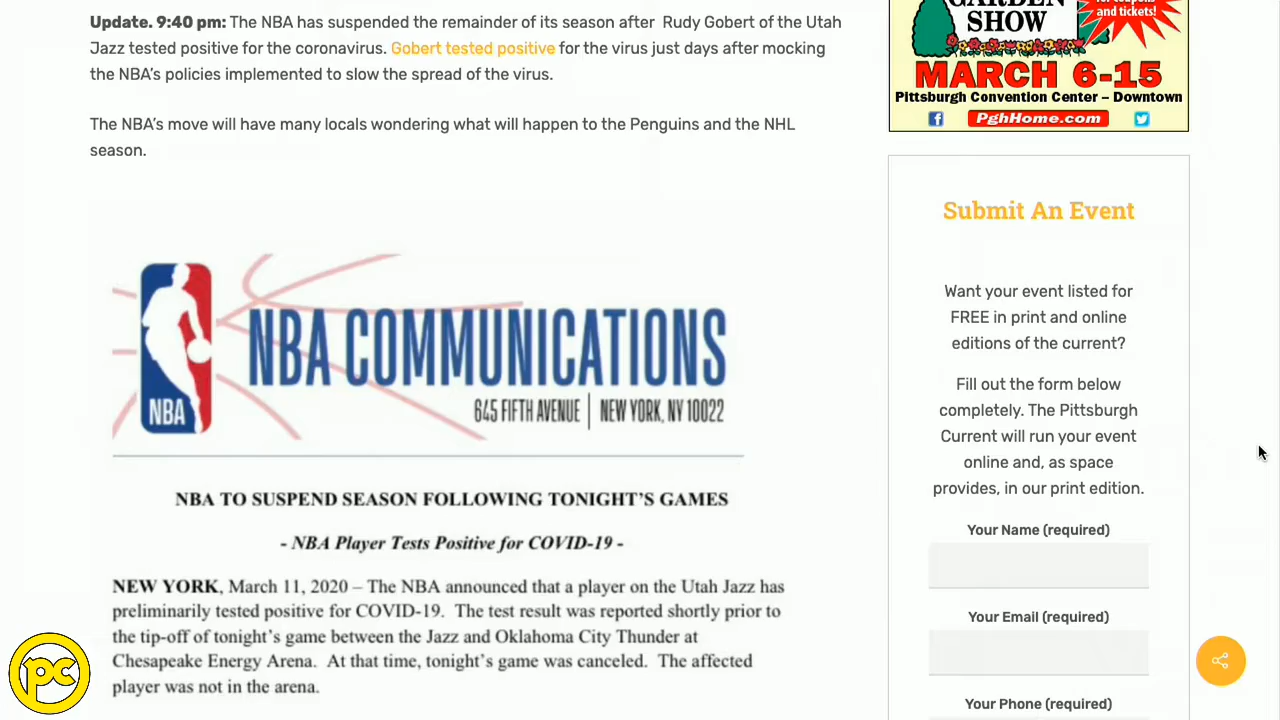 Update. 9:40 pm: The NBA has suspended the remainder of its season after Rudy Gobert of the Utah
Jazz tested positive for the coronavirus. Gobert tested positive for the virus just days after mocking
the NBA’s policies implemented to slow the spread of the virus.
The NBA’s move will have many locals wondering what will happen to the Penguins and the NHL
season.
NBA
NBA COMMUNICATIONS
645 FIFTH AVENUE | NEW YORK, NY 10022
NBA TO SUSPEND SEASON FOLLOWING TONIGHT’S GAMES
- NBA Player Tests Positive for COVID-19 -
NEW YORK, March 11, 2020 – The NBA announced that a player on the Utah Jazz has
preliminarily tested positive for COVID-19. The test result was reported shortly prior to
the tip-off of tonight’s game between the Jazz and Oklahoma City Thunder at
Chesapeake Energy Arena. At that time, tonight’s game was canceled. The affected
player was not in the arena.
pc
SHOW
for coupons
and tickets!
MARCH 6-15
Pittsburgh Convention Center – Downtown
PghHome.com
Submit An Event
Want your event listed for
FREE in print and online
editions of the current?
Fill out the form below
completely. The Pittsburgh
Current will run your event
online and, as space
provides, in our print edition.
Your Name (required)
Your Email (required)
Your Phone (required)